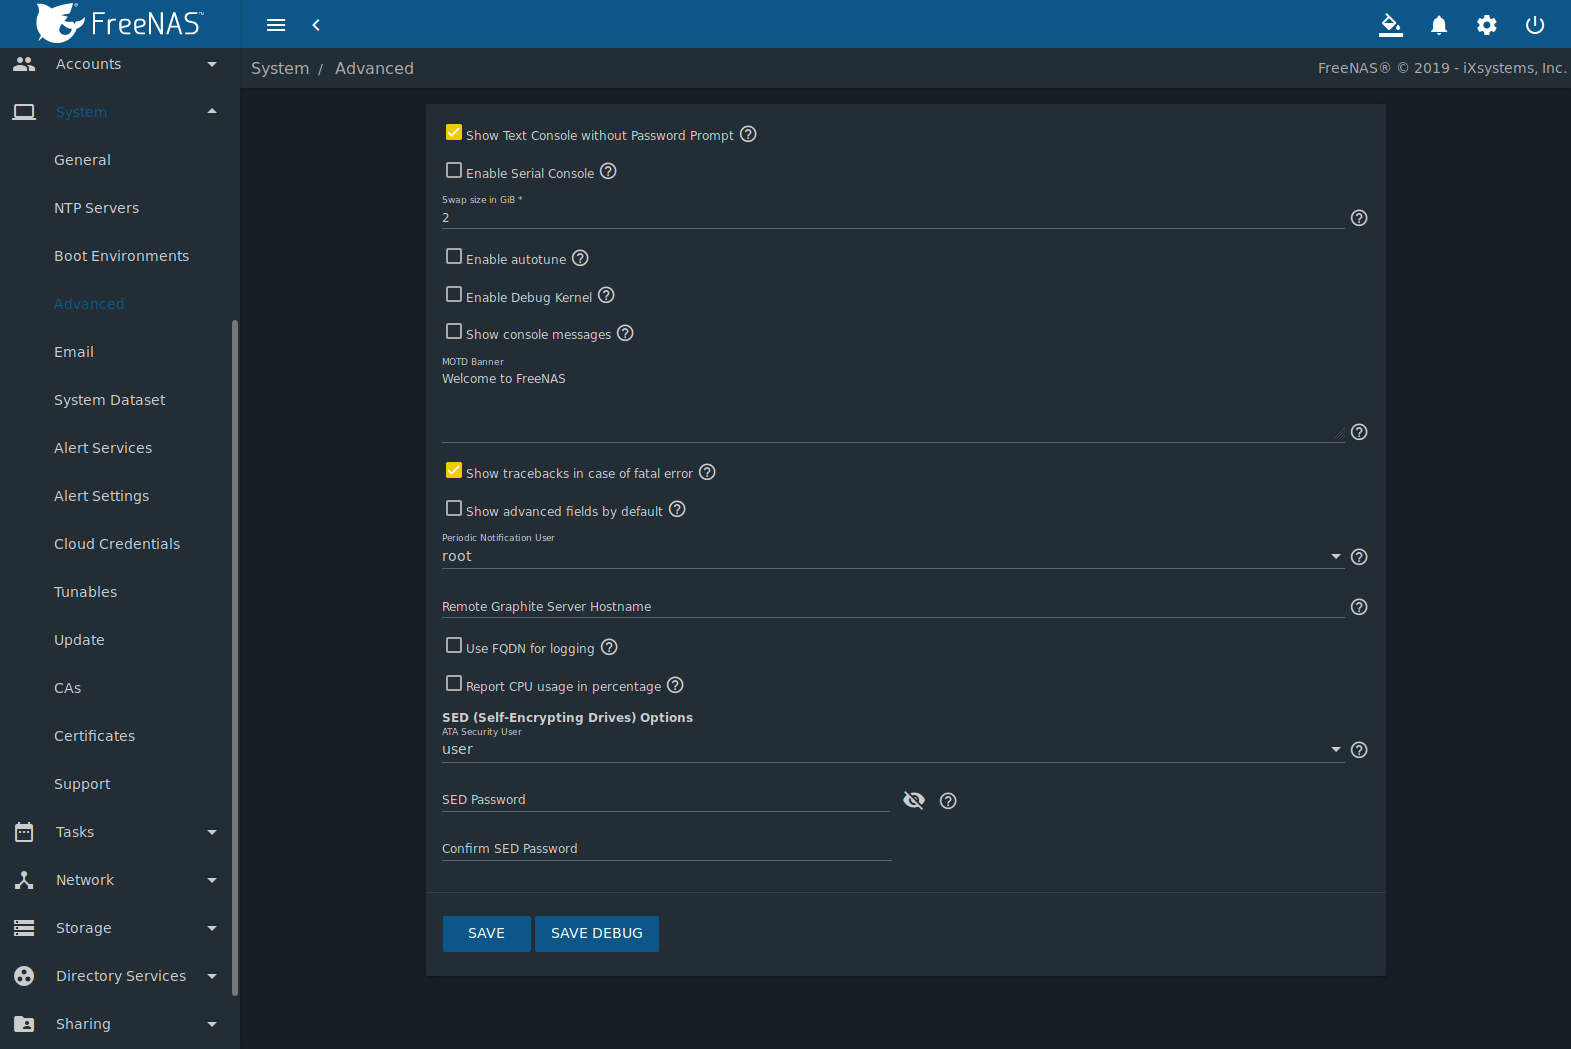 FreeNAS™
Accounts
System
General
NTP Servers
Boot Environments
Advanced
Email
System Dataset
Alert Services
Alert Settings
Cloud Credentials
Tunables
Update
CAs
Certificates
Support
Tasks
Network
Storage
Directory Services
Sharing
System / Advanced
FreeNAS® © 2019 - iXsystems, Inc.
Show Text Console without Password Prompt
Enable Serial Console
Swap size in GiB *
2
Enable autotune
Enable Debug Kernel
Show console messages
MOTD Banner
Welcome to FreeNAS
Show tracebacks in case of fatal error
Show advanced fields by default
Periodic Notification User
root
Remote Graphite Server Hostname
Use FQDN for logging
Report CPU usage in percentage
SED (Self-Encrypting Drives) Options
ATA Security User
user
SED Password
Confirm SED Password
SAVE
SAVE DEBUG